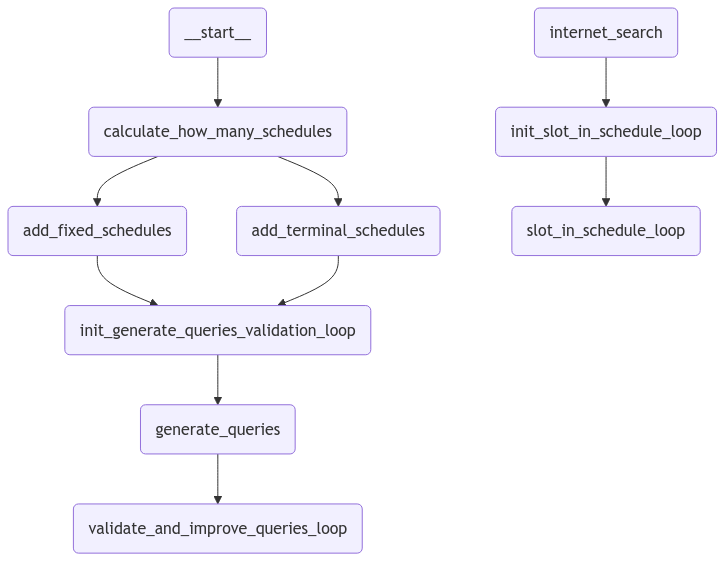 __start__
internet_search
calculate_how_many_schedules
init_slot_in_schedule_loop
add_fixed_schedules
add_terminal_schedules
slot_in_schedule_loop
init_generate_queries_validation_loop
generate_queries
validate_and_improve_queries_loop